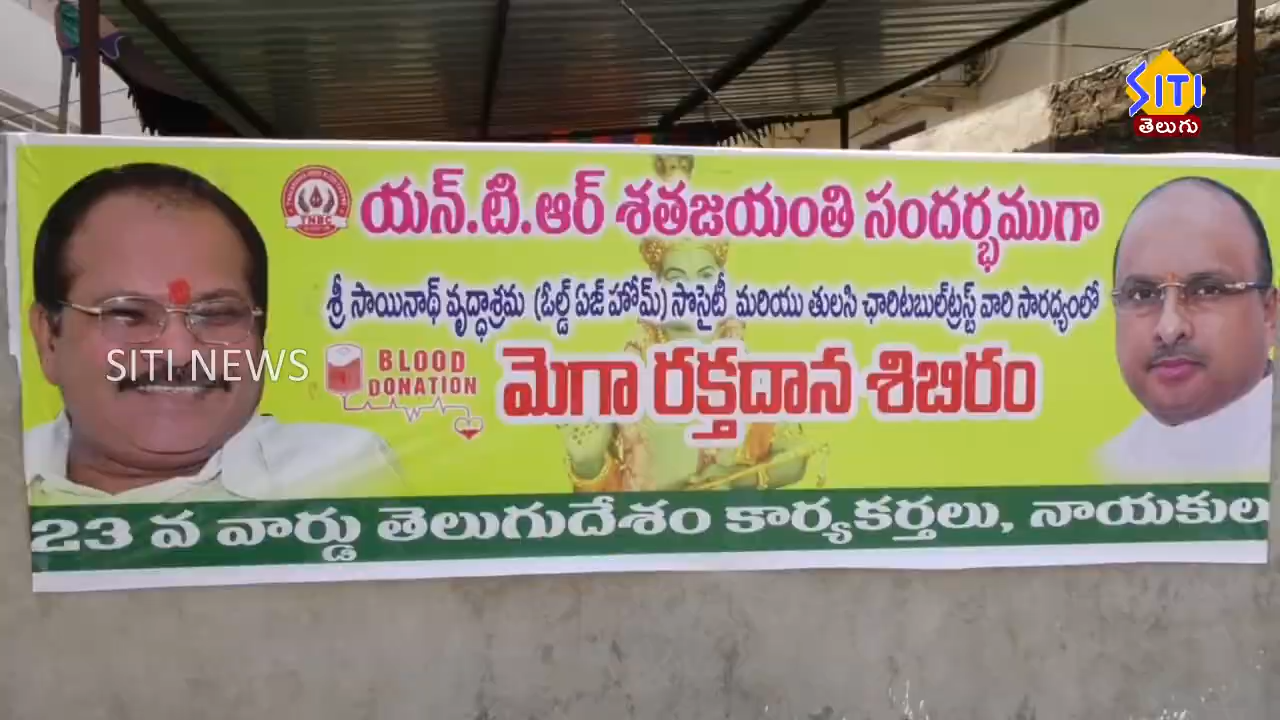 SITI
తెలుగు
TNBC
యన్.టి.ఆర్ శతజయంతి సందర్భముగా
శ్రీ సాయినాథ్ వృద్ధాశ్రమ (ఓల్డ్ ఏజ్ హోమ్) సొసైటీ మరియు తులసి ఛారిటబుల్‌ట్రస్ట్ వారి సారధ్యంలో
SITI NEWS
BLOOD
DONATION
మెగా రక్తదాన శిబిరం
23 వ వార్డు తెలుగుదేశం కార్యకర్తలు, నాయకుల